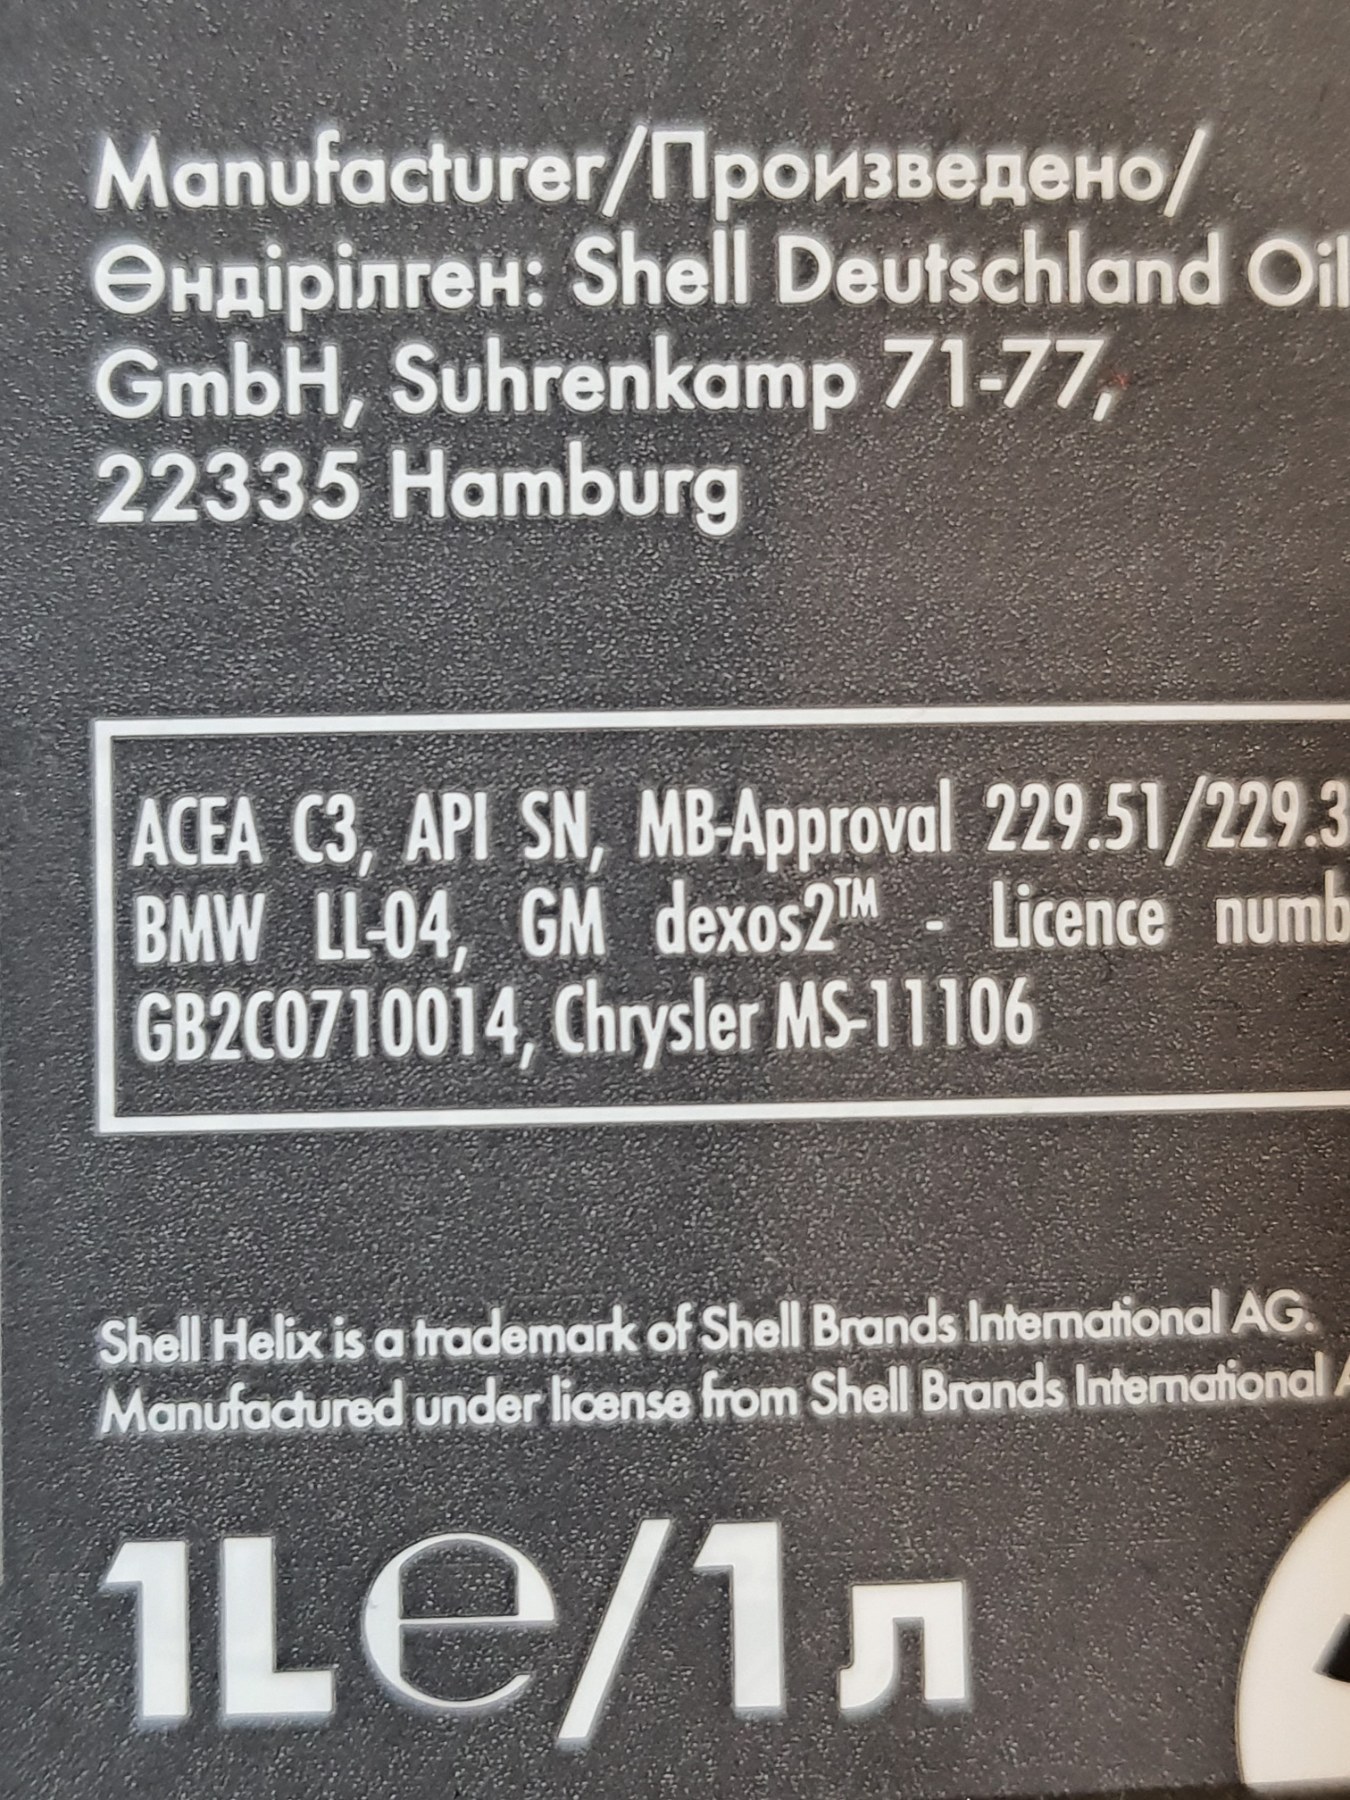 Manufacturer/Произведено/
Өндірілген: Shell Deutschland Oil
GmbH, Suhrenkamp 71-77,
22335 Hamburg
ACEA C3, API SN, MB-Approval 229.51/229.3
BMW LL-04, GM dexos2™ - Licence numb
GB2C0710014, Chrysler MS-11106
Shell Helix is a trademark of Shell Brands International AG.
Manufactured under license from Shell Brands International A
1L℮/1л